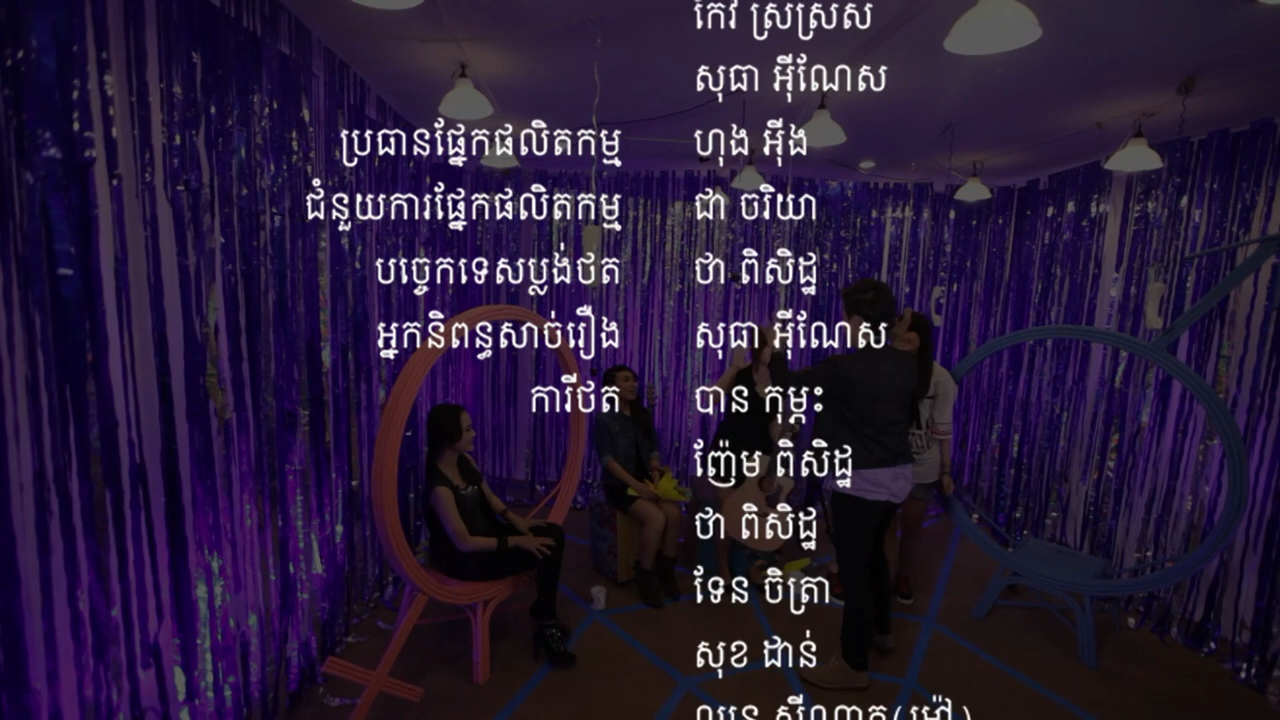 កែវ ស្រស្រស
សុធា អ៊ីណែស
ប្រធានផ្នែកផលិតកម្ម ហុង អ៊ីង
ជំនួយការផ្នែកផលិតកម្ម ជា ចរិយា
បច្ចេកទេសប្លង់ថត ថា ពិសិដ្ឋ
អ្នកនិពន្ធសាច់រឿង សុធា អ៊ីណែស
ការីថត បាន កុម្ភះ
ញ៉ែម ពិសិដ្ឋ
ថា ពិសិដ្ឋ
ទែន ចិត្រា
សុខ ដាន់